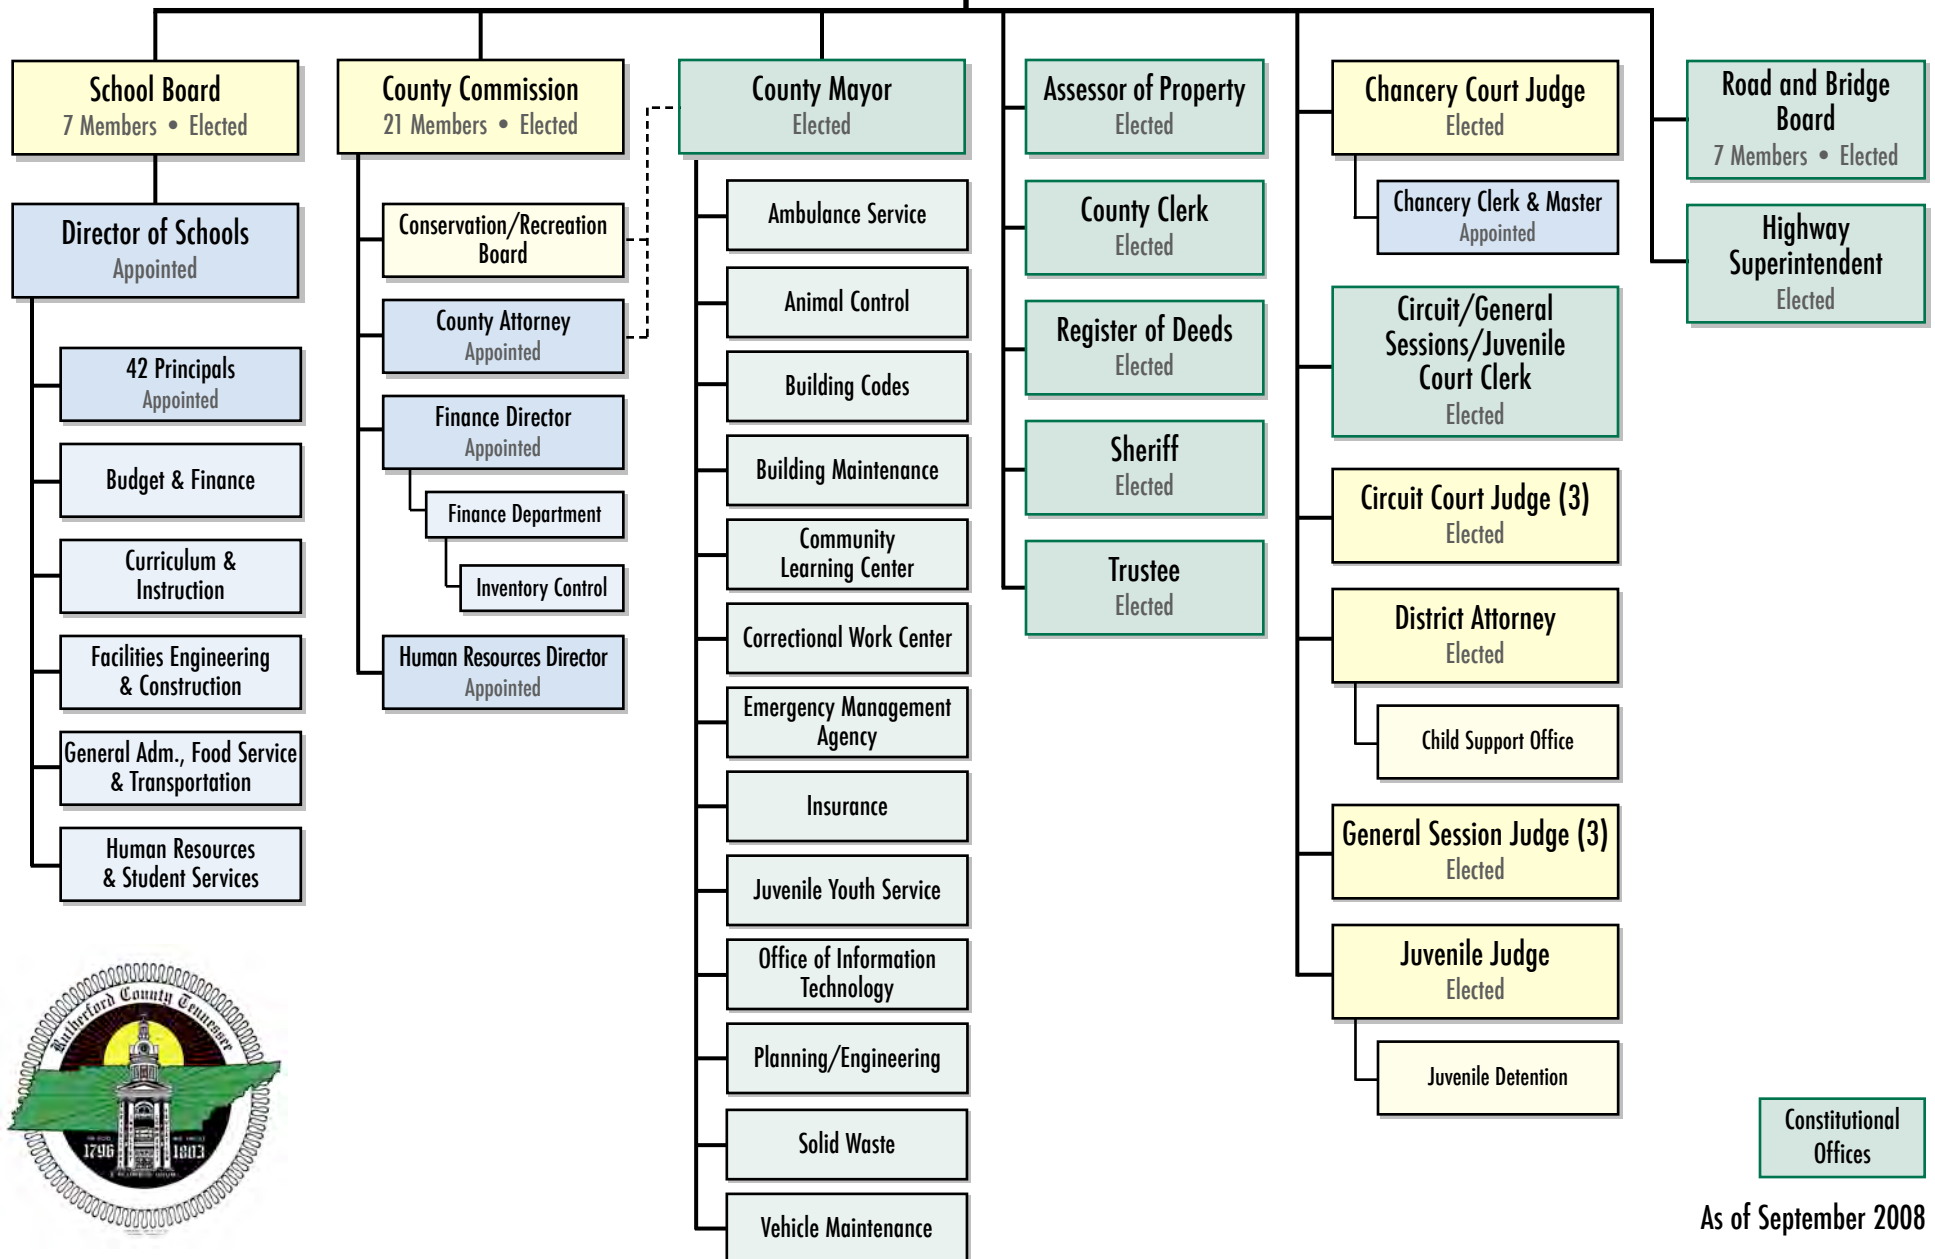 School Board
7 Members • Elected
Director of Schools
Appointed
42 Principals
Appointed
Budget & Finance
Curriculum &
Instruction
Facilities Engineering
& Construction
General Adm., Food Service
& Transportation
Human Resources
& Student Services
County Commission
21 Members • Elected
Conservation/Recreation
Board
County Attorney
Appointed
Finance Director
Appointed
Finance Department
Inventory Control
Human Resources Director
Appointed
County Mayor
Elected
Ambulance Service
Animal Control
Building Codes
Building Maintenance
Community
Learning Center
Correctional Work Center
Emergency Management
Agency
Insurance
Juvenile Youth Service
Office of Information
Technology
Planning/Engineering
Solid Waste
Vehicle Maintenance
Assessor of Property
Elected
County Clerk
Elected
Register of Deeds
Elected
Sheriff
Elected
Trustee
Elected
Chancery Court Judge
Elected
Chancery Clerk & Master
Appointed
Circuit/General
Sessions/Juvenile
Court Clerk
Elected
Circuit Court Judge (3)
Elected
District Attorney
Elected
Child Support Office
General Session Judge (3)
Elected
Juvenile Judge
Elected
Juvenile Detention
Road and Bridge
Board
7 Members • Elected
Highway
Superintendent
Elected
Rutherford County Tennessee
1796 1803
Constitutional
Offices
As of September 2008